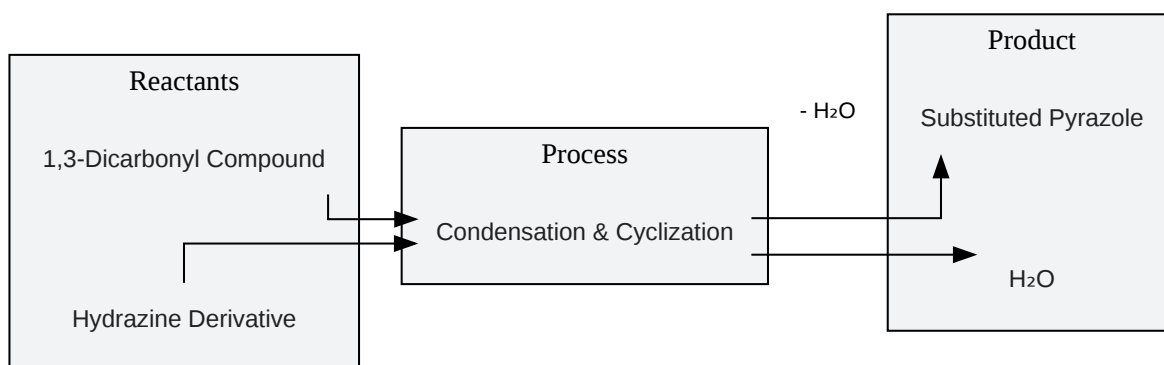 Reactants
1,3-Dicarbonyl Compound
Hydrazine Derivative
Process
Condensation & Cyclization
- H₂O
Product
Substituted Pyrazole
H₂O